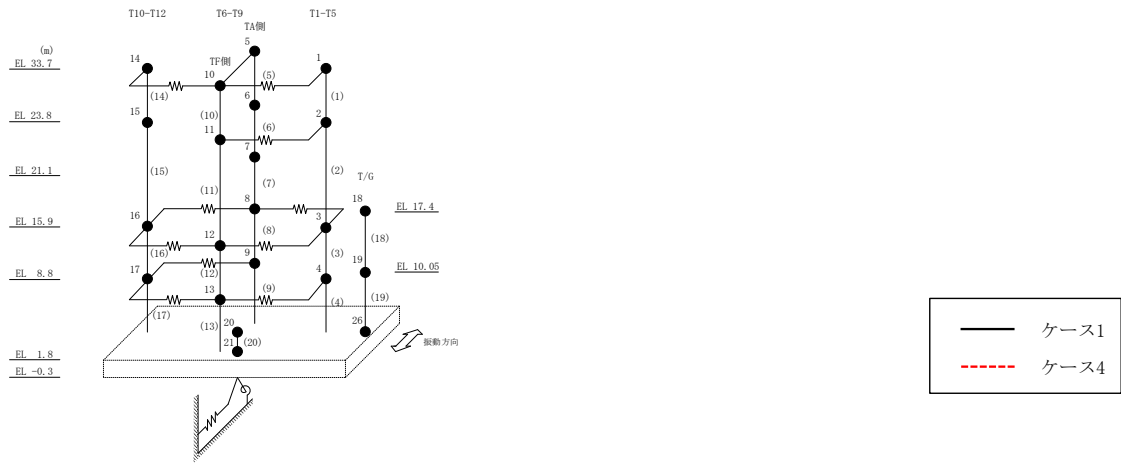 T10-T12 T6-T9 T1-T5
TA側
(m)
5
14
1
EL 33.7
TF側
10
(5)
(14)
(1)
6
15
(10)
2
EL 23.8
11
(6)
7
EL 21.1
(15)
(2)
T/G
(7)
(11)
18
8
EL 17.4
16
3
EL 15.9
12
(8)
(18)
(16)
9
(3)
17
(12)
4
19
EL 8.8
EL 10.05
13
(9)
(4)
(19)
(17)
(13)
20
26
21
(20)
振動方向
EL 1.8
EL -0.3
ケース1
ケース4